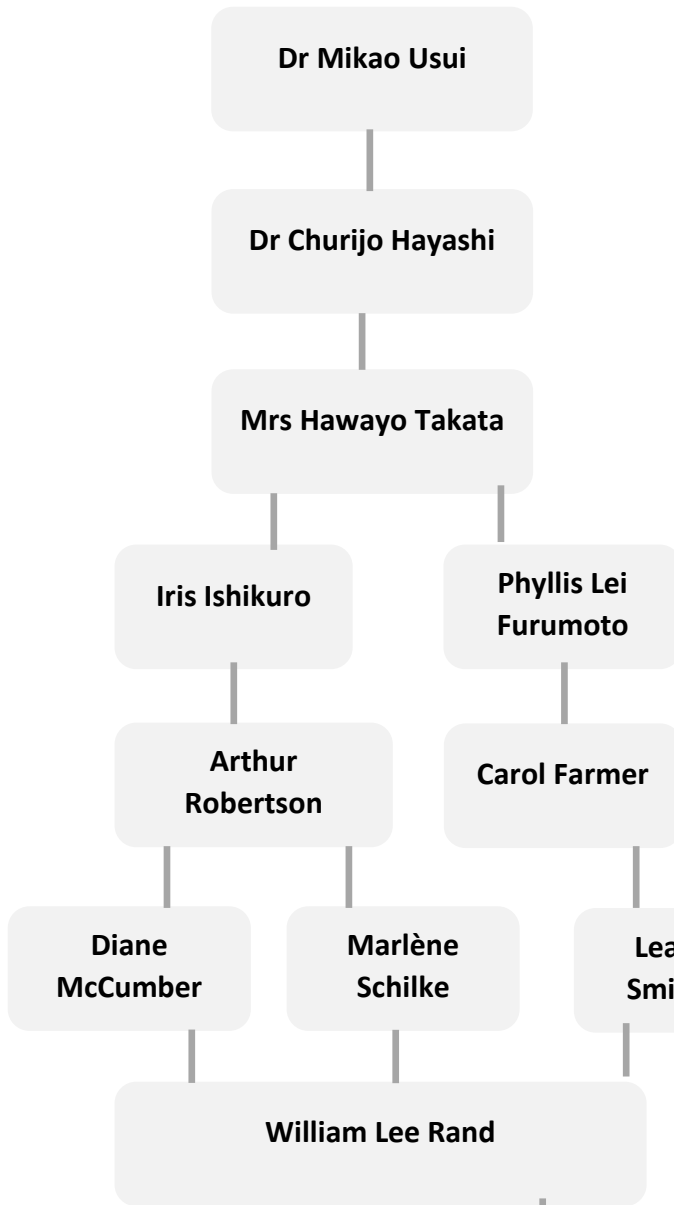 Dr Mikao Usui
Dr Churijo Hayashi
Mrs Hawayo Takata
Iris Ishikuro
Phyllis Lei
Furumoto
Arthur
Robertson
Carol Farmer
Diane
McCumber
Marlène
Schilke
William Lee Rand